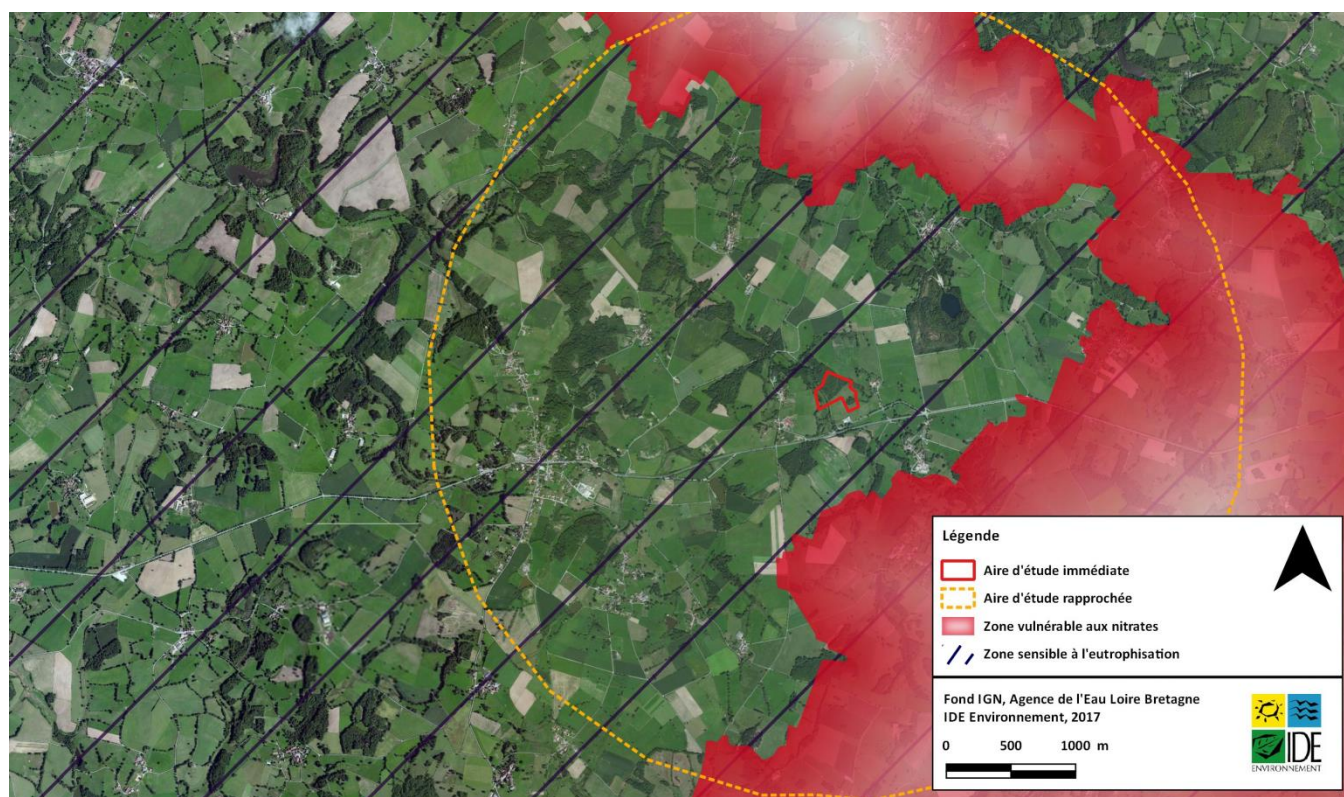 Légende
Aire d'étude immédiate
Aire d'étude rapprochée
Zone vulnérable aux nitrates
Zone sensible à l'eutrophisation
Fond IGN, Agence de l'Eau Loire Bretagne
IDE Environnement, 2017
0 500 1000 m
IDE
ENVIRONNEMENT